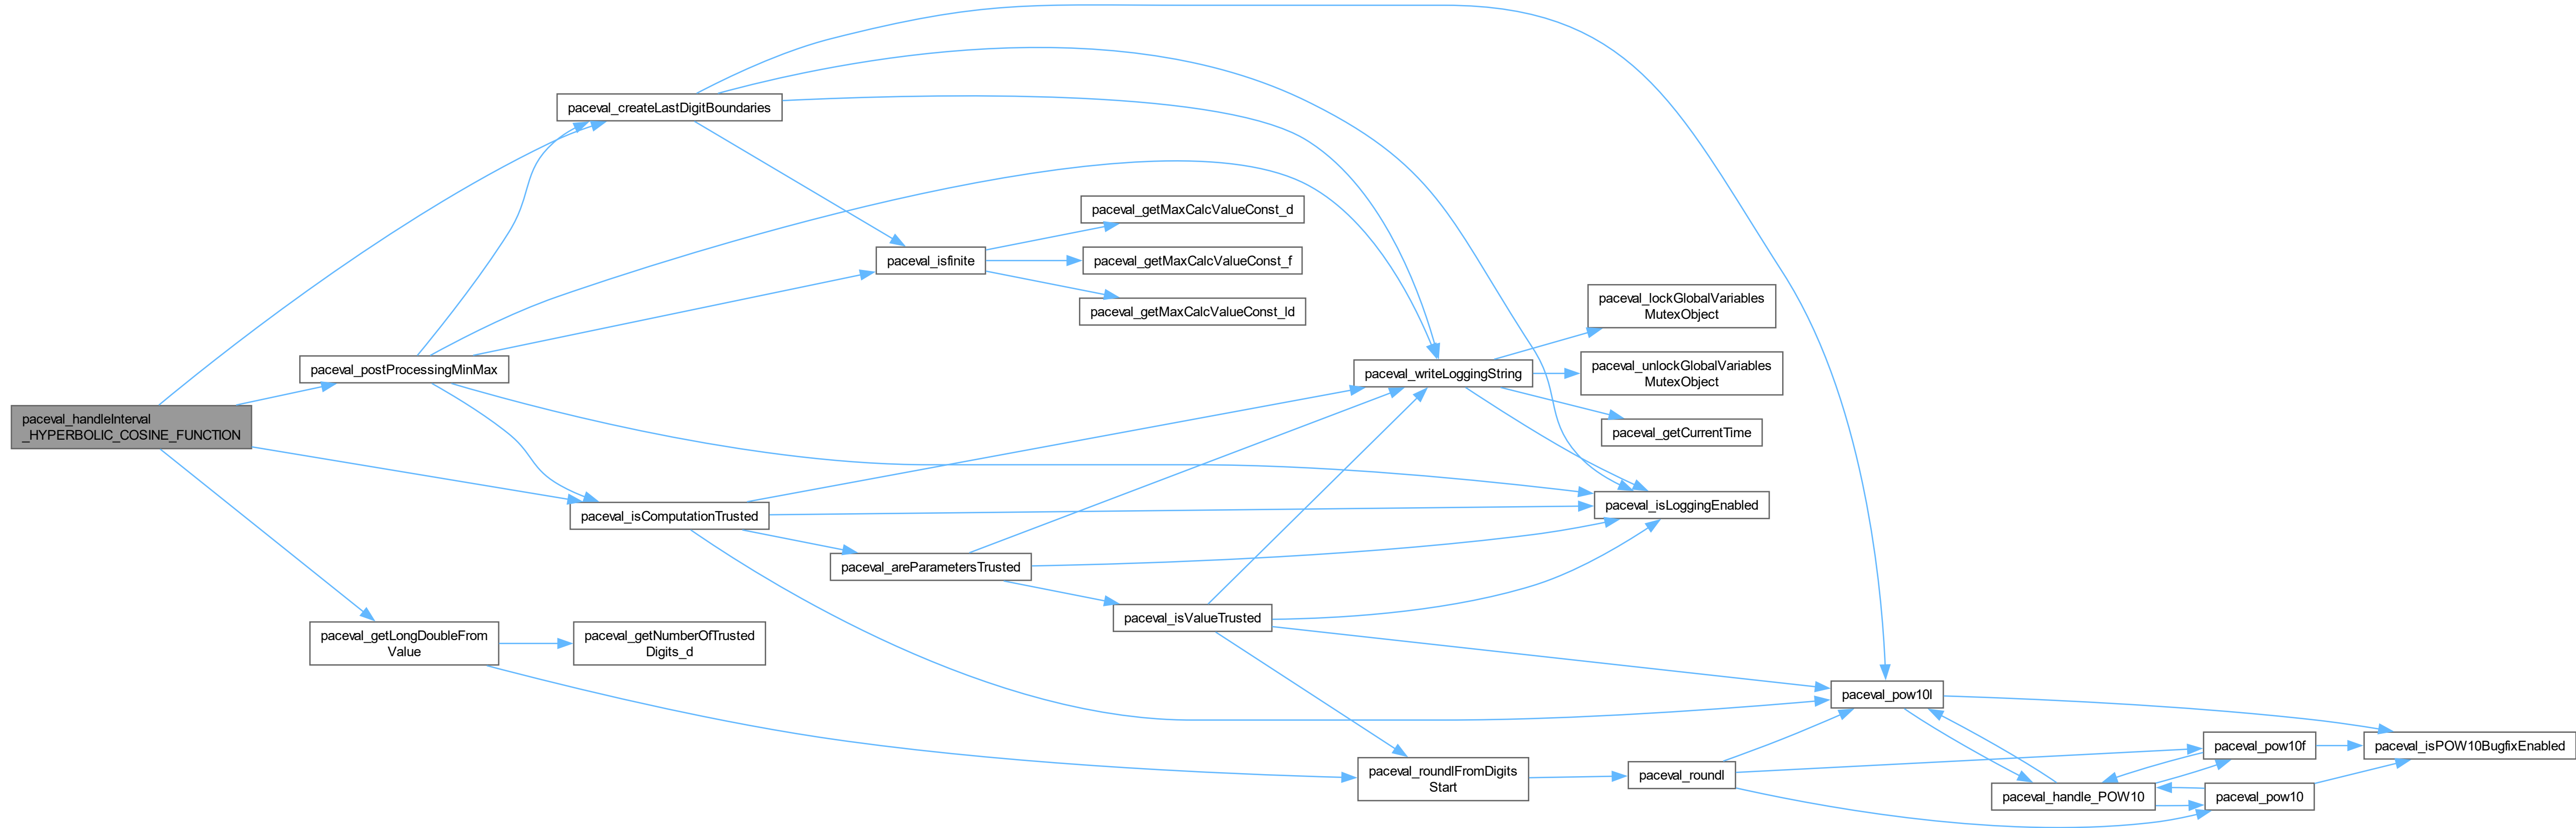 paceval_createLastDigitBoundaries
paceval_getMaxCalcValueConst_d
paceval_isfinite
paceval_getMaxCalcValueConst_f
paceval_getMaxCalcValueConst_ld
paceval_lockGlobalVariables
MutexObject
paceval_postProcessingMinMax
paceval_writeLoggingString
paceval_unlockGlobalVariables
MutexObject
paceval_handleInterval
_HYPERBOLIC_COSINE_FUNCTION
paceval_getCurrentTime
paceval_isComputationTrusted
paceval_isLoggingEnabled
paceval_areParametersTrusted
paceval_isValueTrusted
paceval_getLongDoubleFrom
Value
paceval_getNumberOfTrusted
Digits_d
paceval_pow10l
paceval_roundlFromDigits
Start
paceval_roundl
paceval_pow10f
paceval_isPOW10BugfixEnabled
paceval_handle_POW10
paceval_pow10